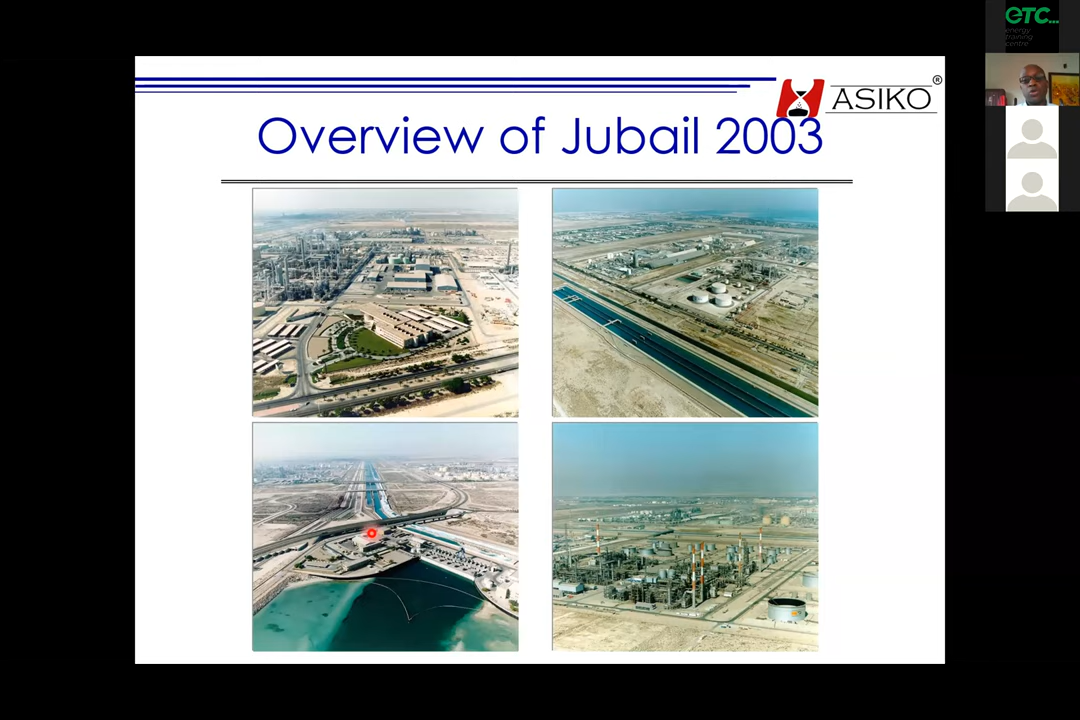 eTC...
energy
training
centre
ASIKO®
Overview of Jubail 2003